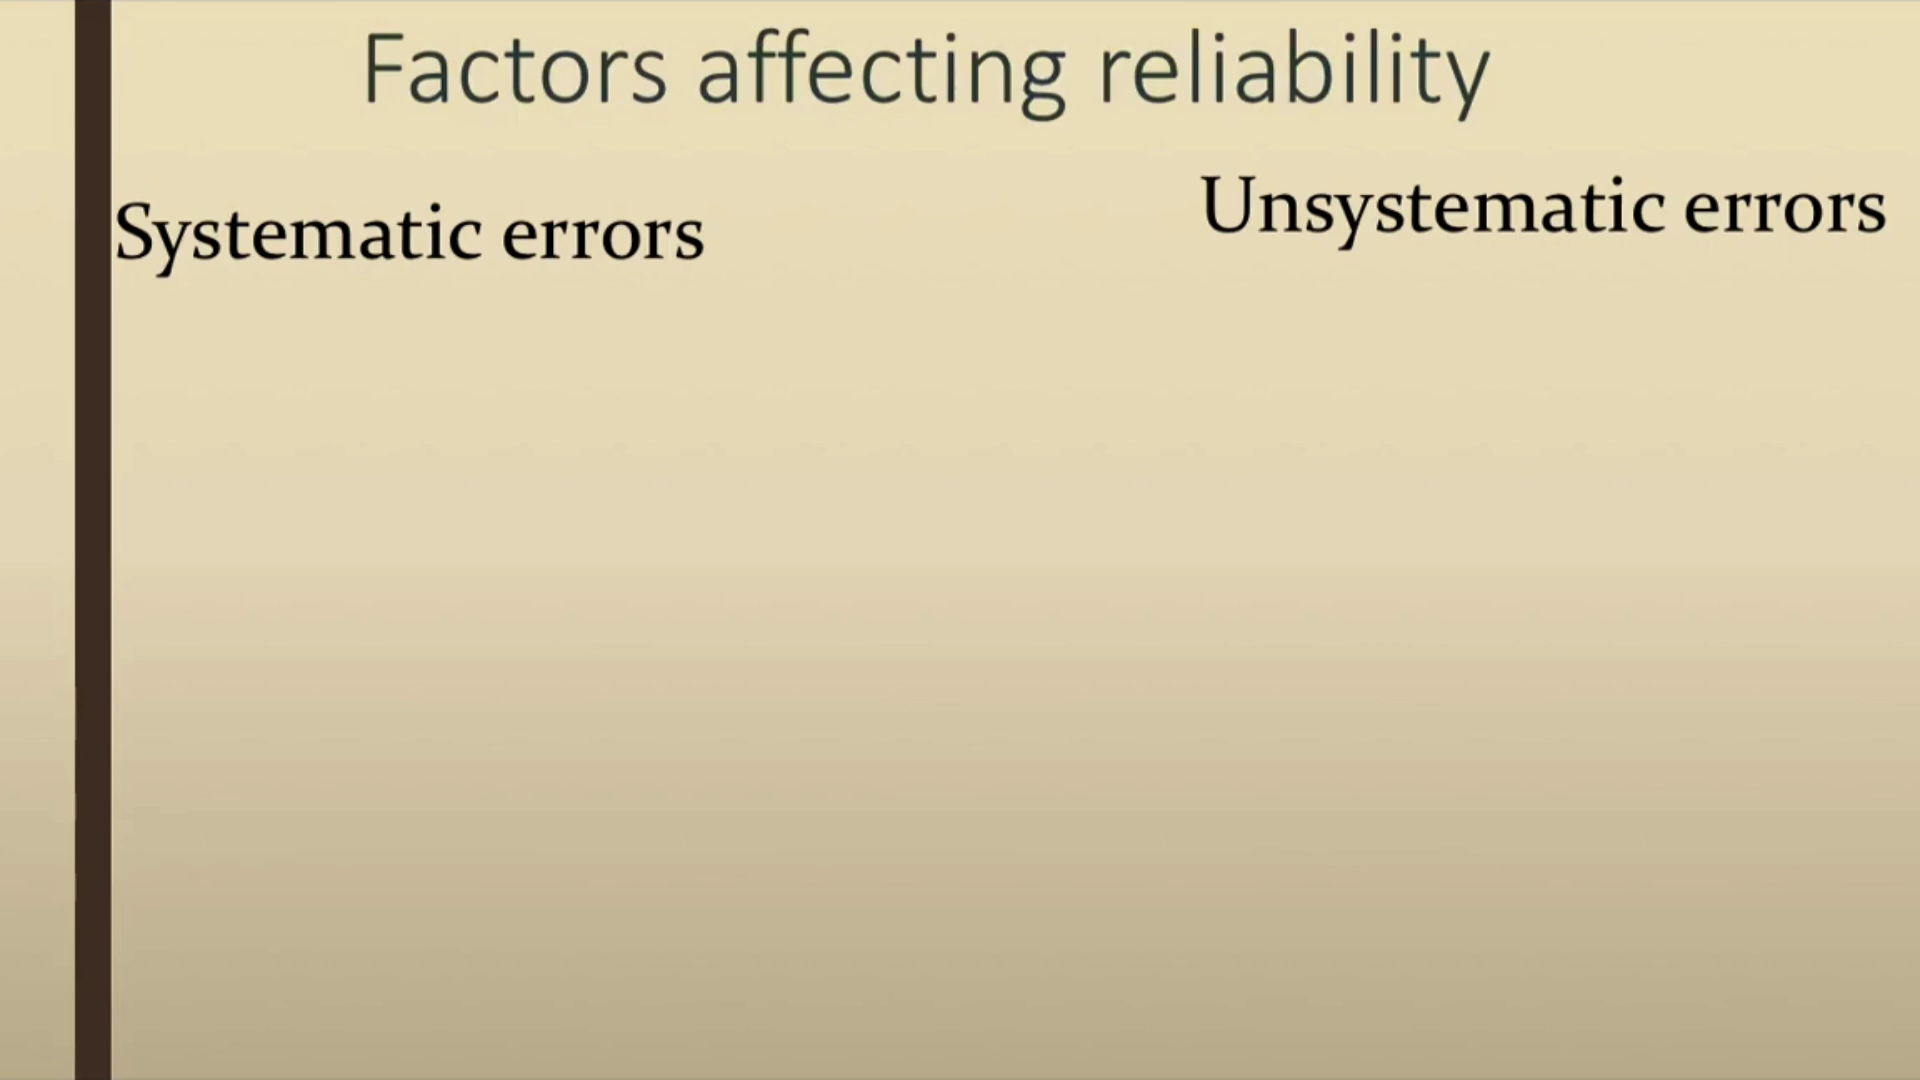 Factors affecting reliability
Systematic errors
Unsystematic errors